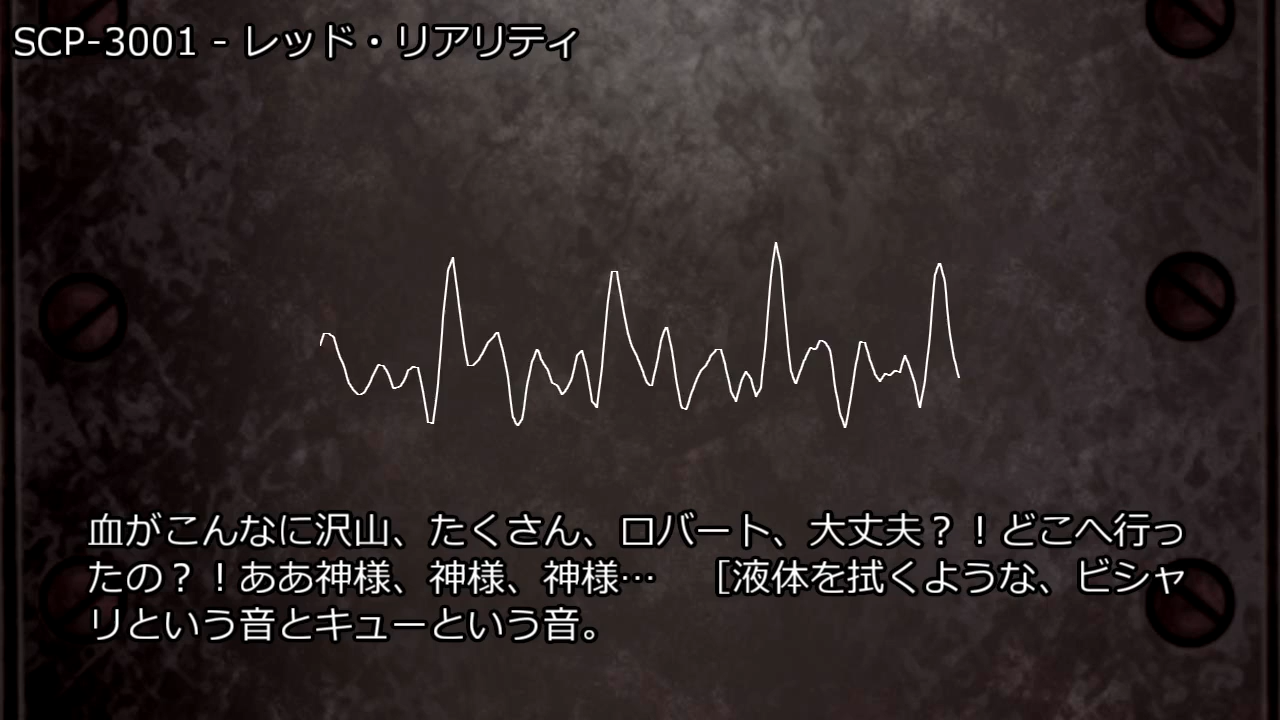 SCP-3001 - レッド・リアリティ
血がこんなに沢山、たくさん、ロバート、大丈夫？！どこへ行っ
たの？！ああ神様、神様、神様…　［液体を拭くような、ビシャ
リという音とキューという音。